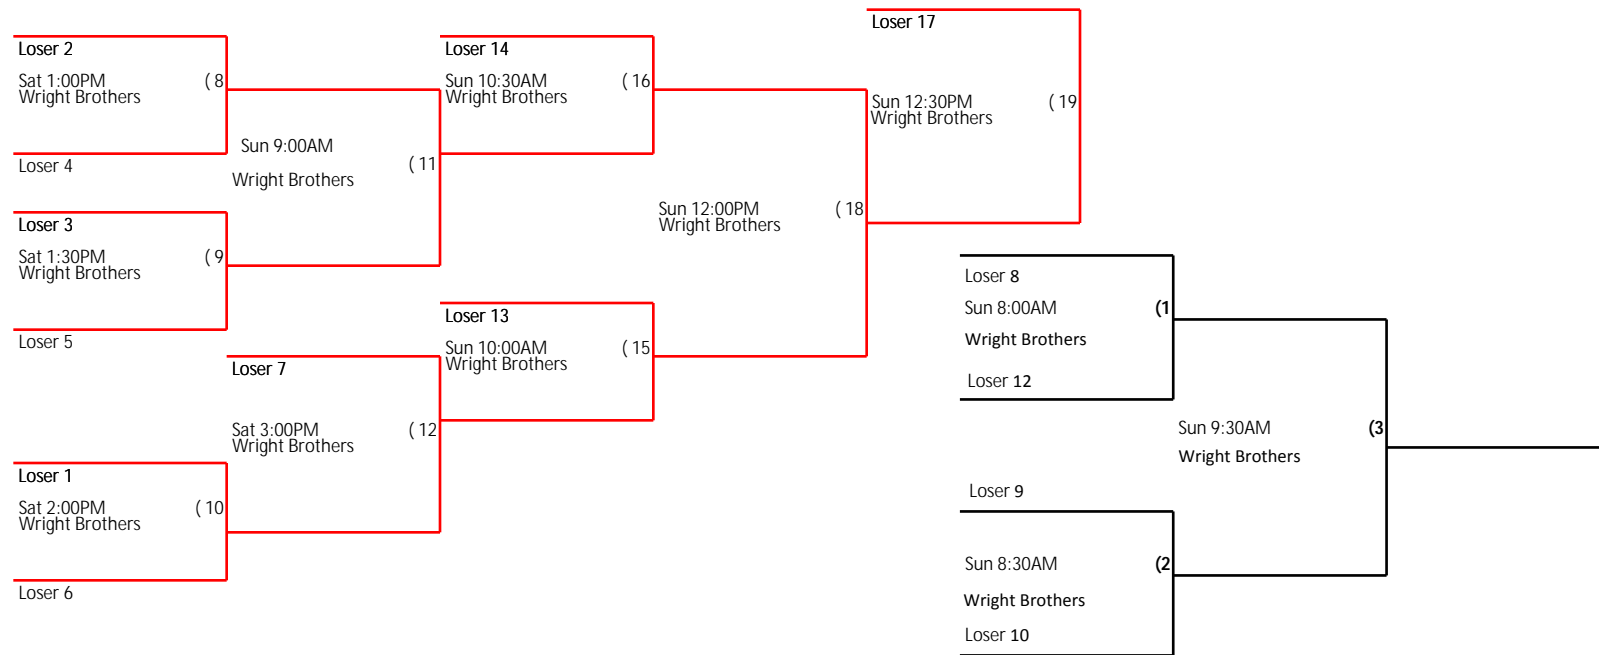 Loser 2
Sat 1:00PM ( 8
Wright Brothers
Loser 4
Sun 9:00AM
( 11
Wright Brothers
Loser 3
Sat 1:30PM ( 9
Wright Brothers
Loser 5
Loser 14
Sun 10:30AM ( 16
Wright Brothers
Loser 17
Sun 12:30PM ( 19
Wright Brothers
Sun 12:00PM ( 18
Wright Brothers
Loser 13
Sun 10:00AM ( 15
Wright Brothers
Loser 7
Sat 3:00PM ( 12
Wright Brothers
Loser 1
Sat 2:00PM ( 10
Wright Brothers
Loser 6
Loser 8
Sun 8:00AM (1
Wright Brothers
Loser 12
Sun 9:30AM (3
Wright Brothers
Loser 9
Sun 8:30AM (2
Wright Brothers
Loser 10